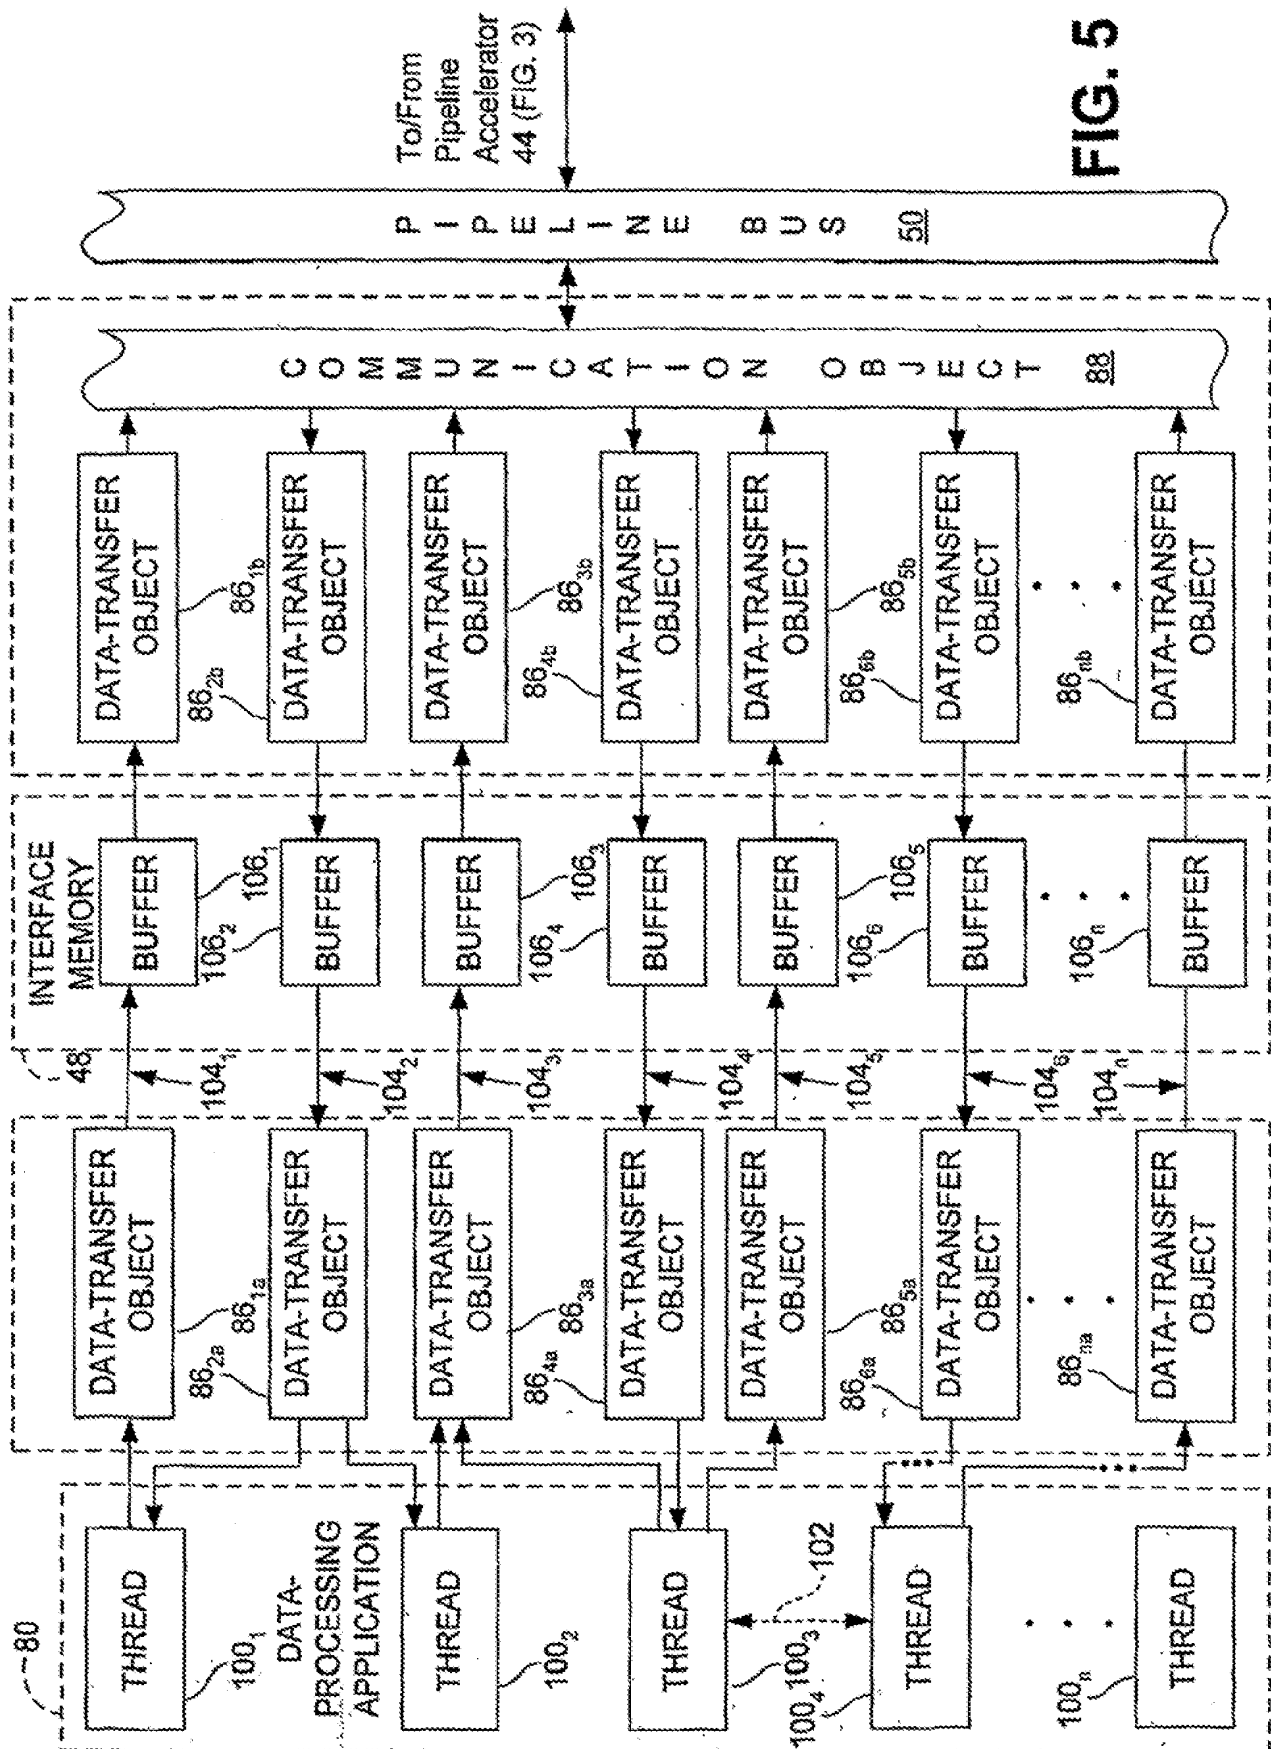 80
THREAD
100₁
DATA-
PROCESSING
APPLICATION
THREAD
100₂
THREAD
100₃
102
100₄
THREAD
100ₙ
THREAD
DATA-TRANSFER
OBJECT
86₁ₐ
86₂ₐ
DATA-TRANSFER
OBJECT
DATA-TRANSFER
OBJECT
86₃ₐ
86₄ₐ
DATA-TRANSFER
OBJECT
DATA-TRANSFER
OBJECT
86₅ₐ
86₆ₐ
DATA-TRANSFER
OBJECT
86ₙₐ
DATA-TRANSFER
OBJECT
48
104₁
104₂
104₃
104₄
104₅
104₆
104ₙ
INTERFACE
MEMORY
BUFFER
106₁
106₂
BUFFER
BUFFER
106₃
106₄
BUFFER
BUFFER
106₅
106₆
BUFFER
106ₙ
BUFFER
DATA-TRANSFER
OBJECT
861b
862b
DATA-TRANSFER
OBJECT
DATA-TRANSFER
OBJECT
863b
864b
DATA-TRANSFER
OBJECT
DATA-TRANSFER
OBJECT
865b
866b
DATA-TRANSFER
OBJECT
86nb
DATA-TRANSFER
OBJECT
COMMUNICATION OBJECT
88
PIPELINE BUS
50
To/From
Pipeline
Accelerator
44 (FIG. 3)
FIG. 5